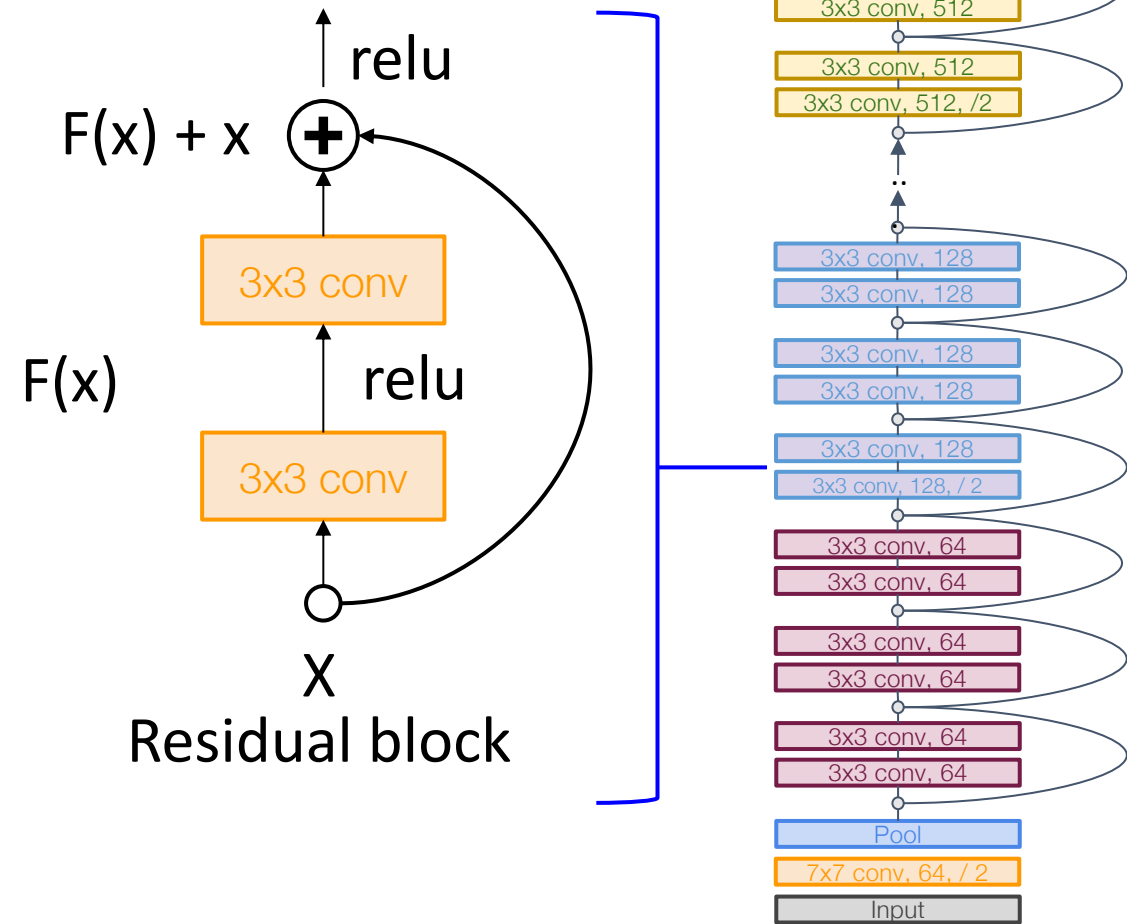 relu
F(x) + x
+
3x3 conv
F(x)
relu
3x3 conv
X
Residual block
3x3 conv, 512
3x3 conv, 512
3x3 conv, 512, /2
..
3x3 conv, 128
3x3 conv, 128
3x3 conv, 128
3x3 conv, 128
3x3 conv, 128
3x3 conv, 128, / 2
3x3 conv, 64
3x3 conv, 64
3x3 conv, 64
3x3 conv, 64
3x3 conv, 64
3x3 conv, 64
Pool
7x7 conv, 64, / 2
Input